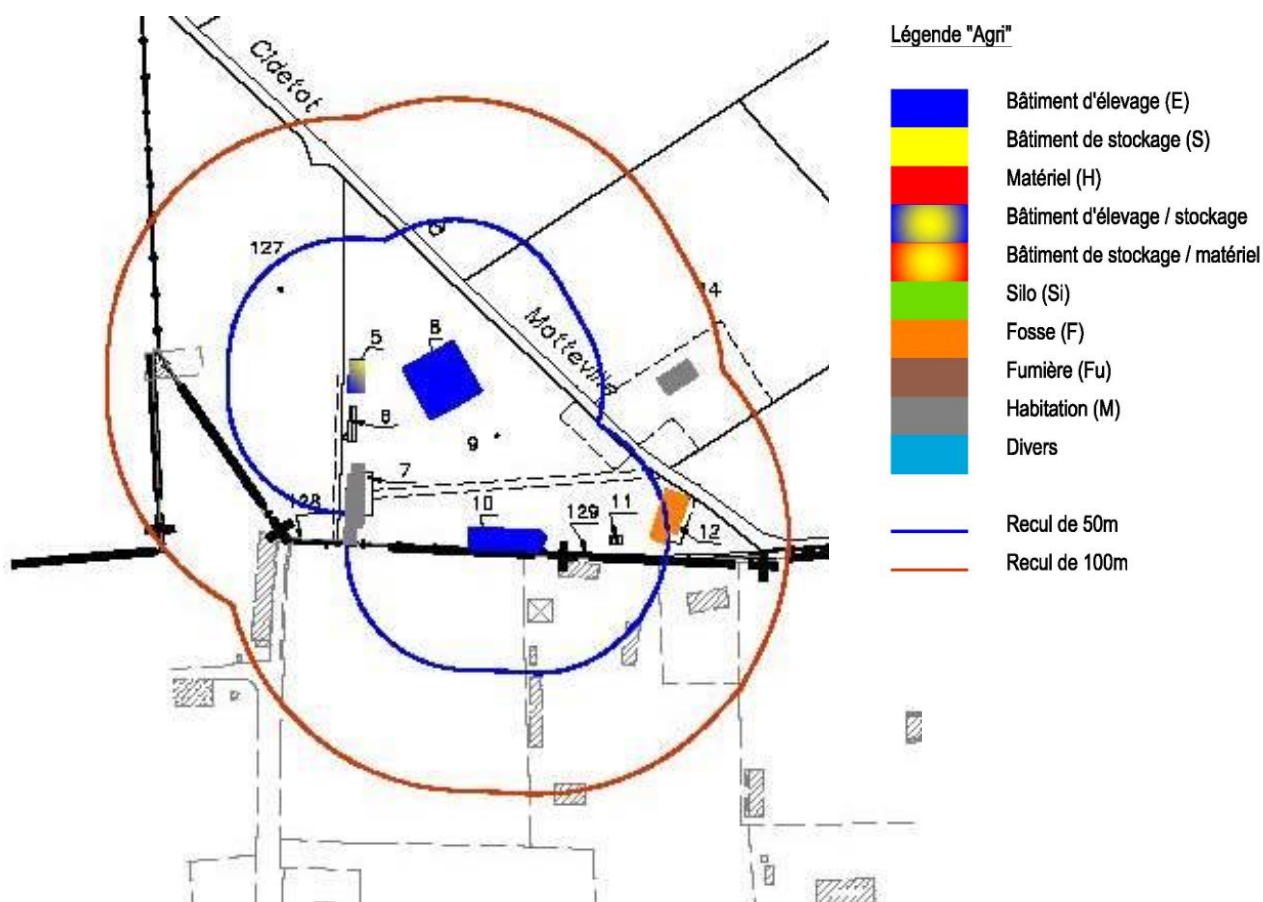 Cidetot
127
14
Motteville
5
8
6
9
7
128
10
129
11
12
Légende "Agri"
Bâtiment d'élevage (E)
Bâtiment de stockage (S)
Matériel (H)
Bâtiment d'élevage / stockage
Bâtiment de stockage / matériel
Silo (Si)
Fosse (F)
Fumière (Fu)
Habitation (M)
Divers
Recul de 50m
Recul de 100m